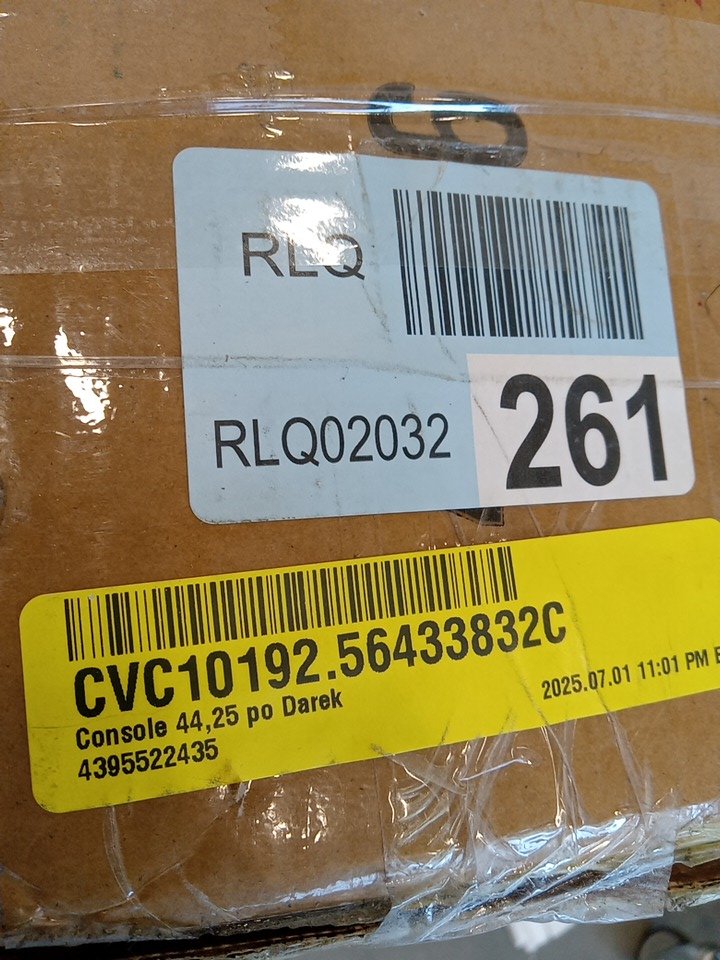 RLQ
RLQ02032
261
CVC10192.56433832C
Console 44,25 po Darek
2025.07.01 11:01 PM
4395522435